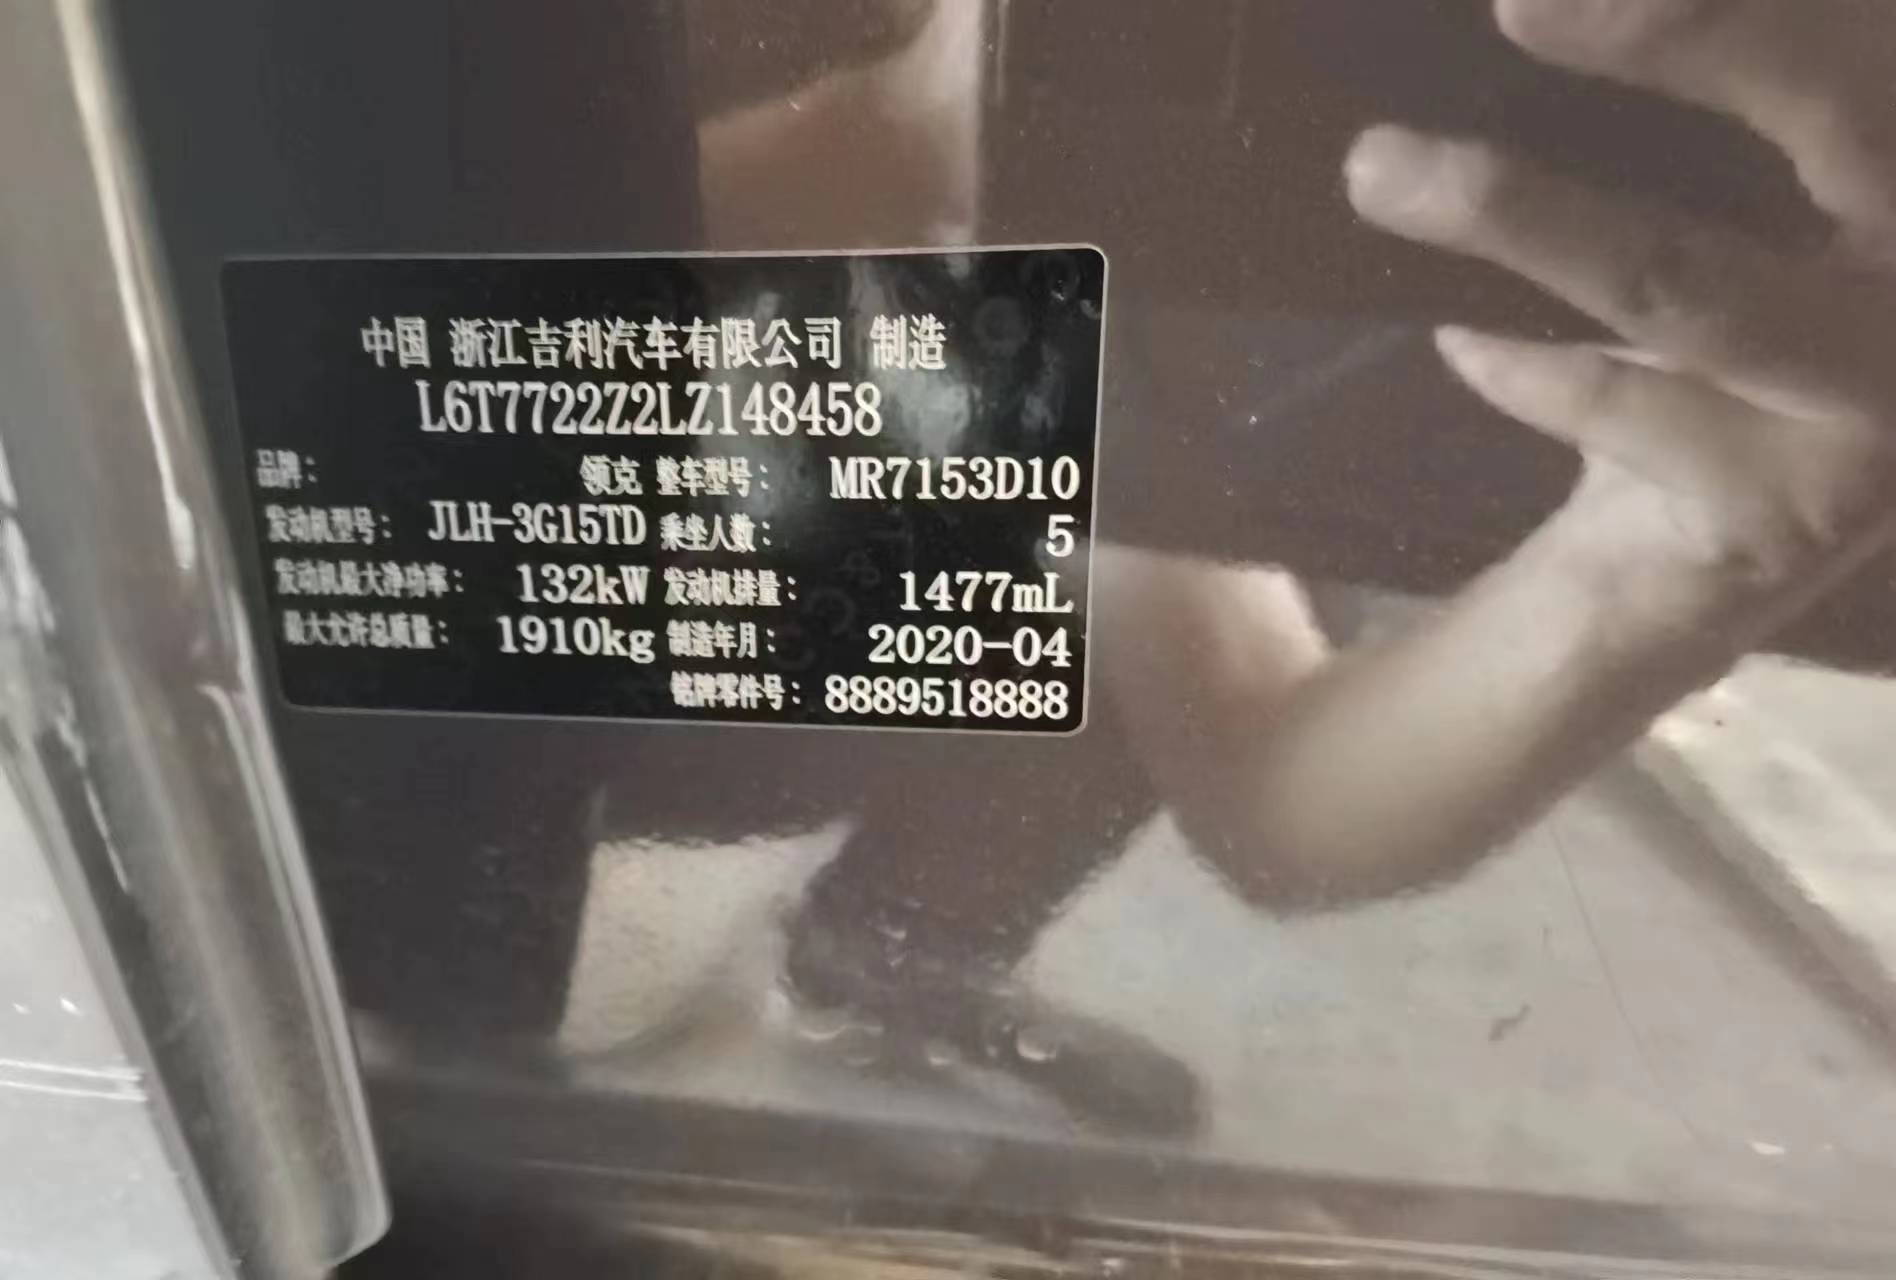 中国 浙江吉利汽车有限公司 制造
L6T7722Z2LZ148458
品牌： 领克 整车型号： MR7153D10
发动机型号： JLH-3G15TD 乘坐人数： 5
发动机最大净功率： 132kW 发动机排量： 1477mL
最大允许总质量： 1910kg 制造年月： 2020-04
铭牌零件号： 8889518888